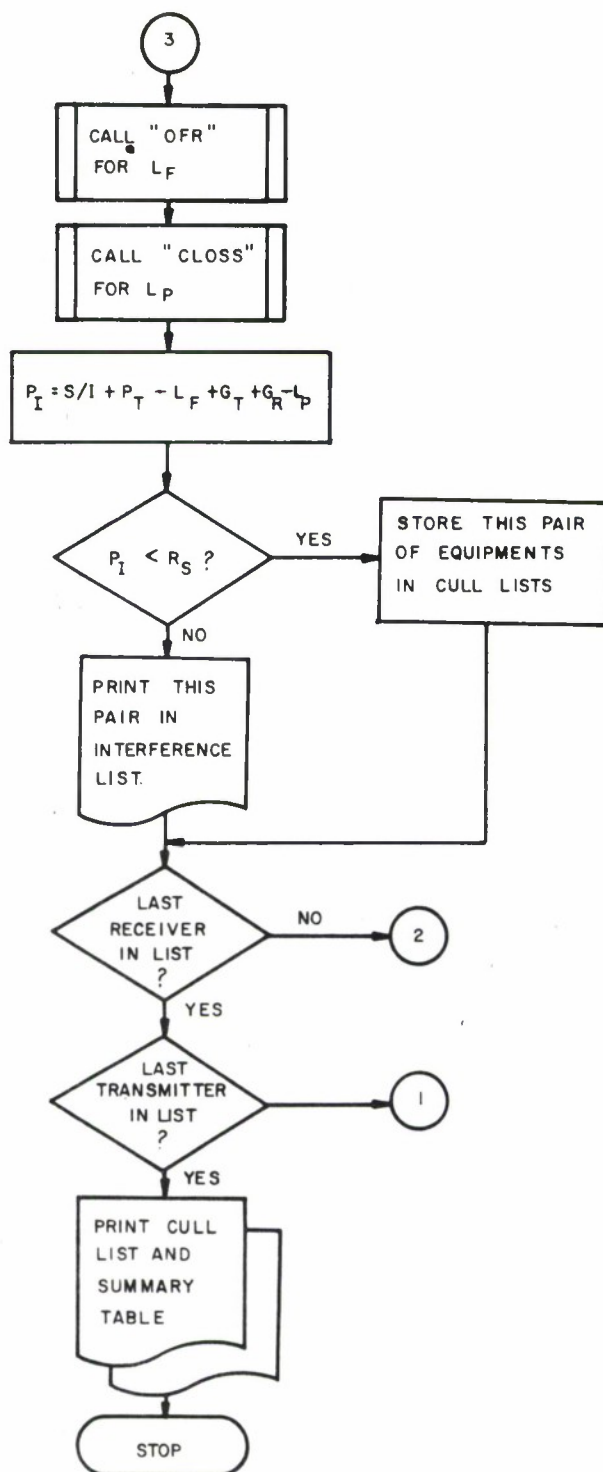 3
CALL "OFR"
FOR L_F
CALL "CLOSS"
FOR L_P
P_I = S/I + P_T - L_F + G_T + G_R - L_P
P_I < R_S ?
YES
STORE THIS PAIR
OF EQUIPMENTS
IN CULL LISTS
NO
PRINT THIS
PAIR IN
INTERFERENCE
LIST.
LAST
RECEIVER
IN LIST
?
NO
2
YES
LAST
TRANSMITTER
IN LIST
?
1
YES
PRINT CULL
LIST AND
SUMMARY
TABLE
STOP